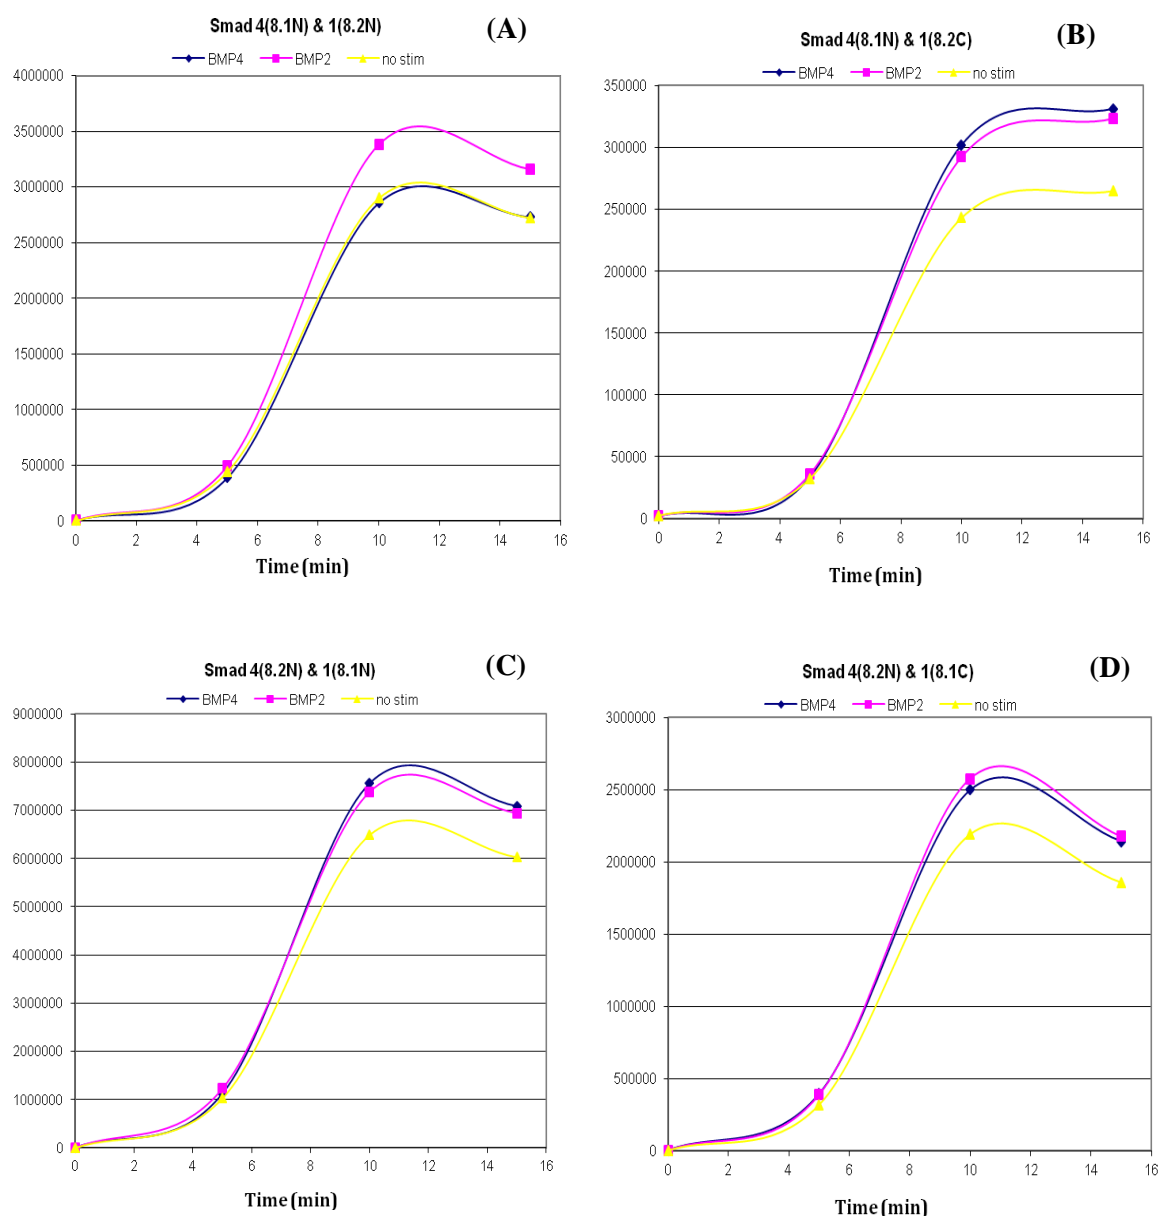 Smad 4(8.1N) & 1(8.2N)
(A)
BMP4 BMP2 no stim
4000000
3500000
3000000
2500000
2000000
1500000
1000000
500000
0
0 2 4 6 8 10 12 14 16
Time (min)
Smad 4(8.1N) & 1(8.2C)
(B)
BMP4 BMP2 no stim
350000
300000
250000
200000
150000
100000
50000
0
0 2 4 6 8 10 12 14 16
Time (min)
Smad 4(8.2N) & 1(8.1N)
(C)
BMP4 BMP2 no stim
9000000
8000000
7000000
6000000
5000000
4000000
3000000
2000000
1000000
0
0 2 4 6 8 10 12 14 16
Time (min)
Smad 4(8.2N) & 1(8.1C)
(D)
BMP4 BMP2 no stim
3000000
2500000
2000000
1500000
1000000
500000
0
0 2 4 6 8 10 12 14 16
Time (min)